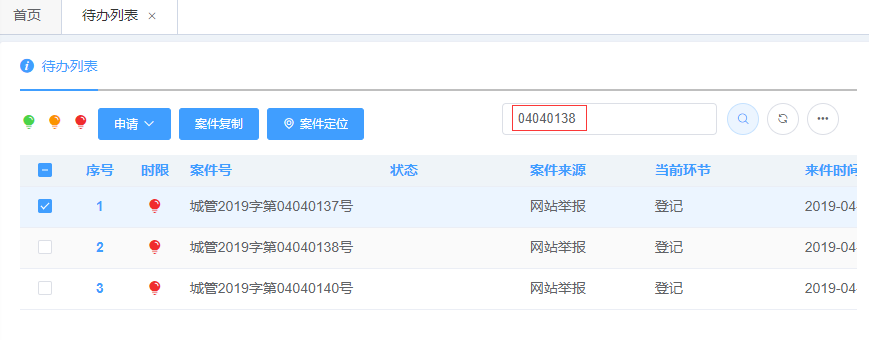 首页 待办列表 ×
待办列表
申请 案件复制 案件定位 04040138
序号 时限 案件号 状态 案件来源 当前环节 来件时间
1 城管2019字第04040137号 网站举报 登记 2019-04-
2 城管2019字第04040138号 网站举报 登记 2019-04-
3 城管2019字第04040140号 网站举报 登记 2019-04-